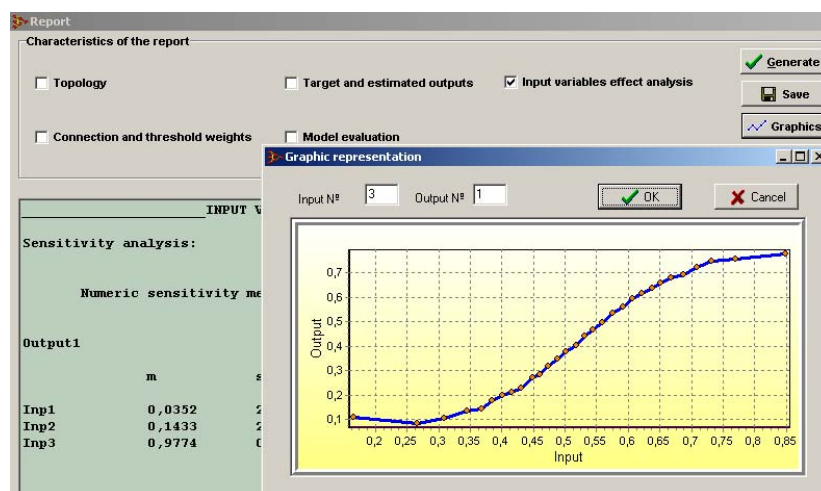 Report
Characteristics of the report
Topology
Target and estimated outputs
Input variables effect analysis
Connection and threshold weights
Model evaluation
Generate
Save
Graphics
INPUT V
Sensitivity analysis:
Numeric sensitivity me
Output1
m s
Inp1 0,0352 2
Inp2 0,1433 2
Inp3 0,9774 0
Graphic representation
Input Nº 3 Output Nº 1 OK Cancel
Output
0,7
0,6
0,5
0,4
0,3
0,2
0,1
0,2 0,25 0,3 0,35 0,4 0,45 0,5 0,55 0,6 0,65 0,7 0,75 0,8 0,85
Input